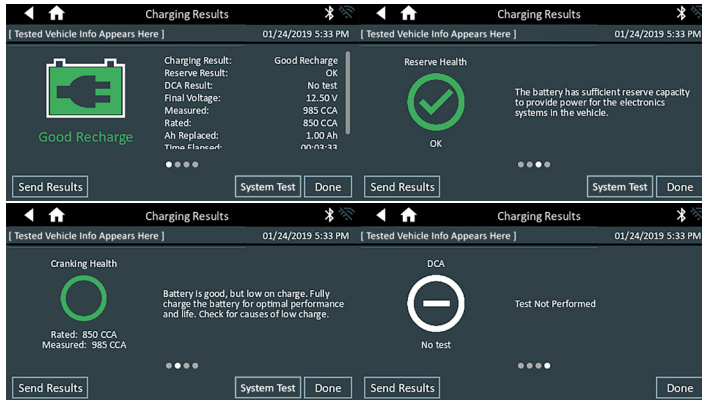 Charging Results
[ Tested Vehicle Info Appears Here ] 01/24/2019 5:33 PM
Good Recharge
Charging Result: Good Recharge
Reserve Result: OK
DCA Result: No test
Final Voltage: 12.50 V
Measured: 985 CCA
Rated: 850 CCA
Ah Replaced: 1.00 Ah
Time Elapsed: 00:03:33
Send Results System Test Done
Charging Results
[ Tested Vehicle Info Appears Here ] 01/24/2019 5:33 PM
Reserve Health
OK
The battery has sufficient reserve capacity
to provide power for the electronics
systems in the vehicle.
Send Results System Test Done
Charging Results
[ Tested Vehicle Info Appears Here ] 01/24/2019 5:33 PM
Cranking Health
Rated: 850 CCA
Measured: 985 CCA
Battery is good, but low on charge. Fully
charge the battery for optimal performance
and life. Check for causes of low charge.
Send Results System Test Done
Charging Results
[ Tested Vehicle Info Appears Here ] 01/24/2019 5:33 PM
DCA
No test
Test Not Performed
Send Results Done